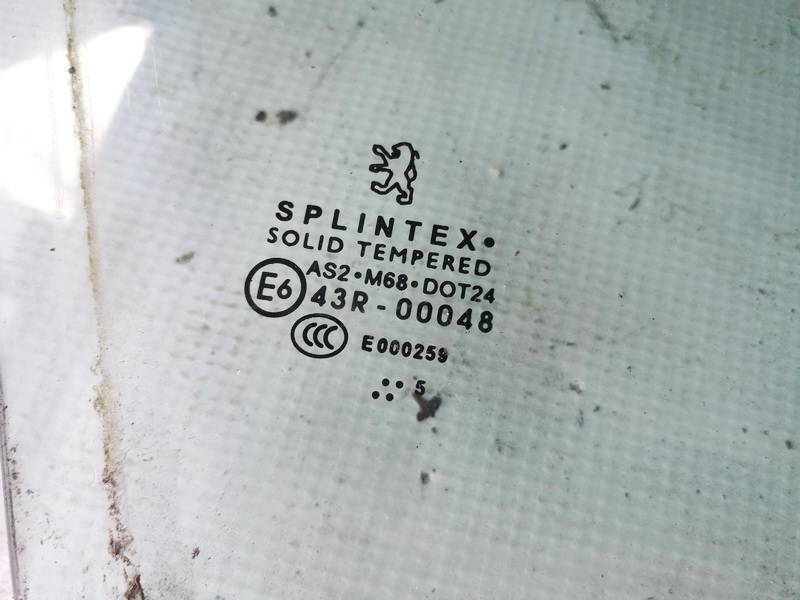 SPLINTEX•
SOLID TEMPERED
AS2•M68•DOT24
E6 43R-00048
CCC E000259
5